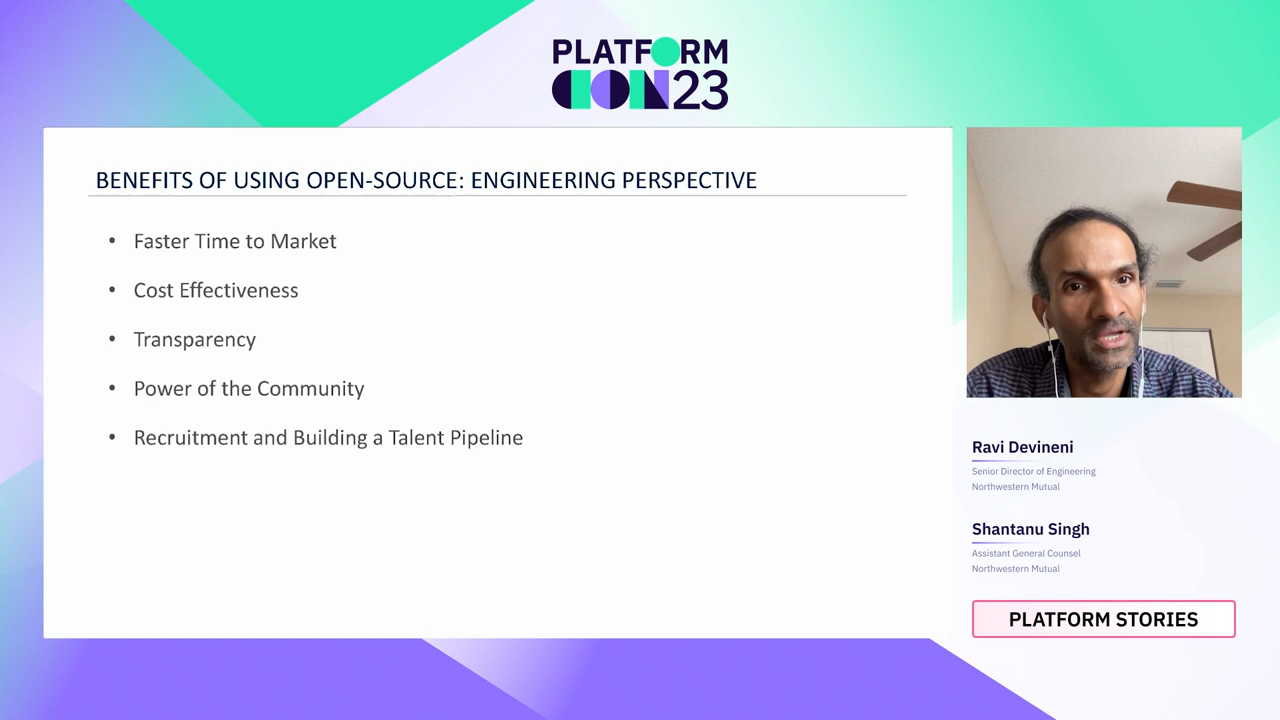 PLATFORM
CON23
BENEFITS OF USING OPEN-SOURCE: ENGINEERING PERSPECTIVE
• Faster Time to Market
• Cost Effectiveness
• Transparency
• Power of the Community
• Recruitment and Building a Talent Pipeline
Ravi Devineni
Senior Director of Engineering
Northwestern Mutual
Shantanu Singh
Assistant General Counsel
Northwestern Mutual
PLATFORM STORIES